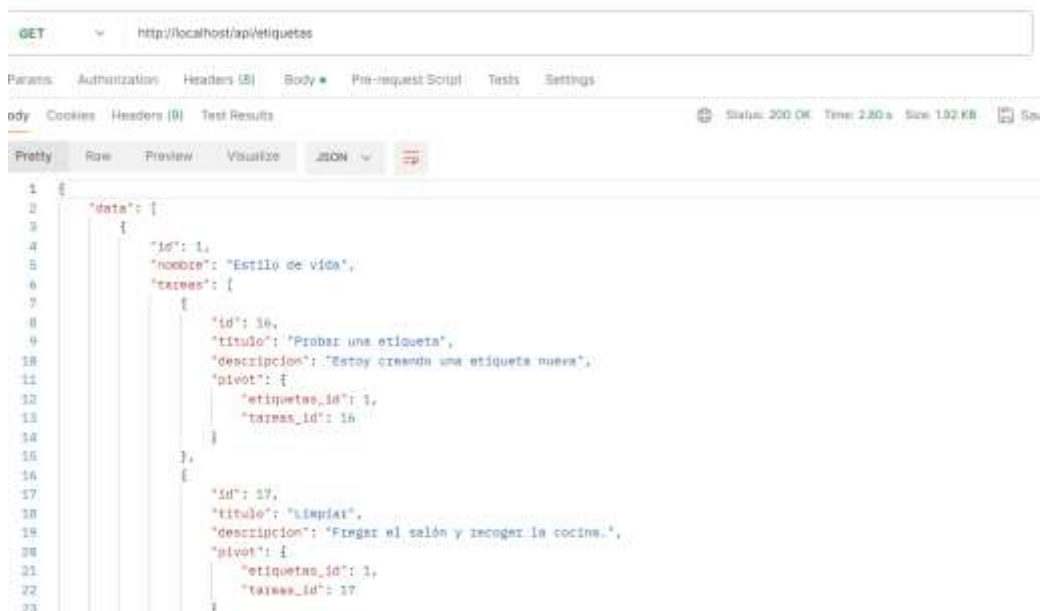 GET http://localhost/api/etiquetas
Params Authorization Headers (8) Body Pre-request Script Tests Settings
ody Cookies Headers (9) Test Results Status: 200 OK Time: 2.80 s Size: 1.92 KB Sav
Pretty Raw Preview Visualize JSON
1 {
2 "data": [
3 {
4 "id": 1,
5 "nombre": "Estilo de vida",
6 "tareas": [
7 {
8 "id": 16,
9 "titulo": "Probar una etiqueta",
10 "descripcion": "Estoy creando una etiqueta nueva",
11 "pivot": {
12 "etiquetas_id": 1,
13 "tareas_id": 16
14 }
15 },
16 {
17 "id": 17,
18 "titulo": "Limpiar",
19 "descripcion": "Fregar el salón y recoger la cocina.",
20 "pivot": {
21 "etiquetas_id": 1,
22 "tareas_id": 17
23 }